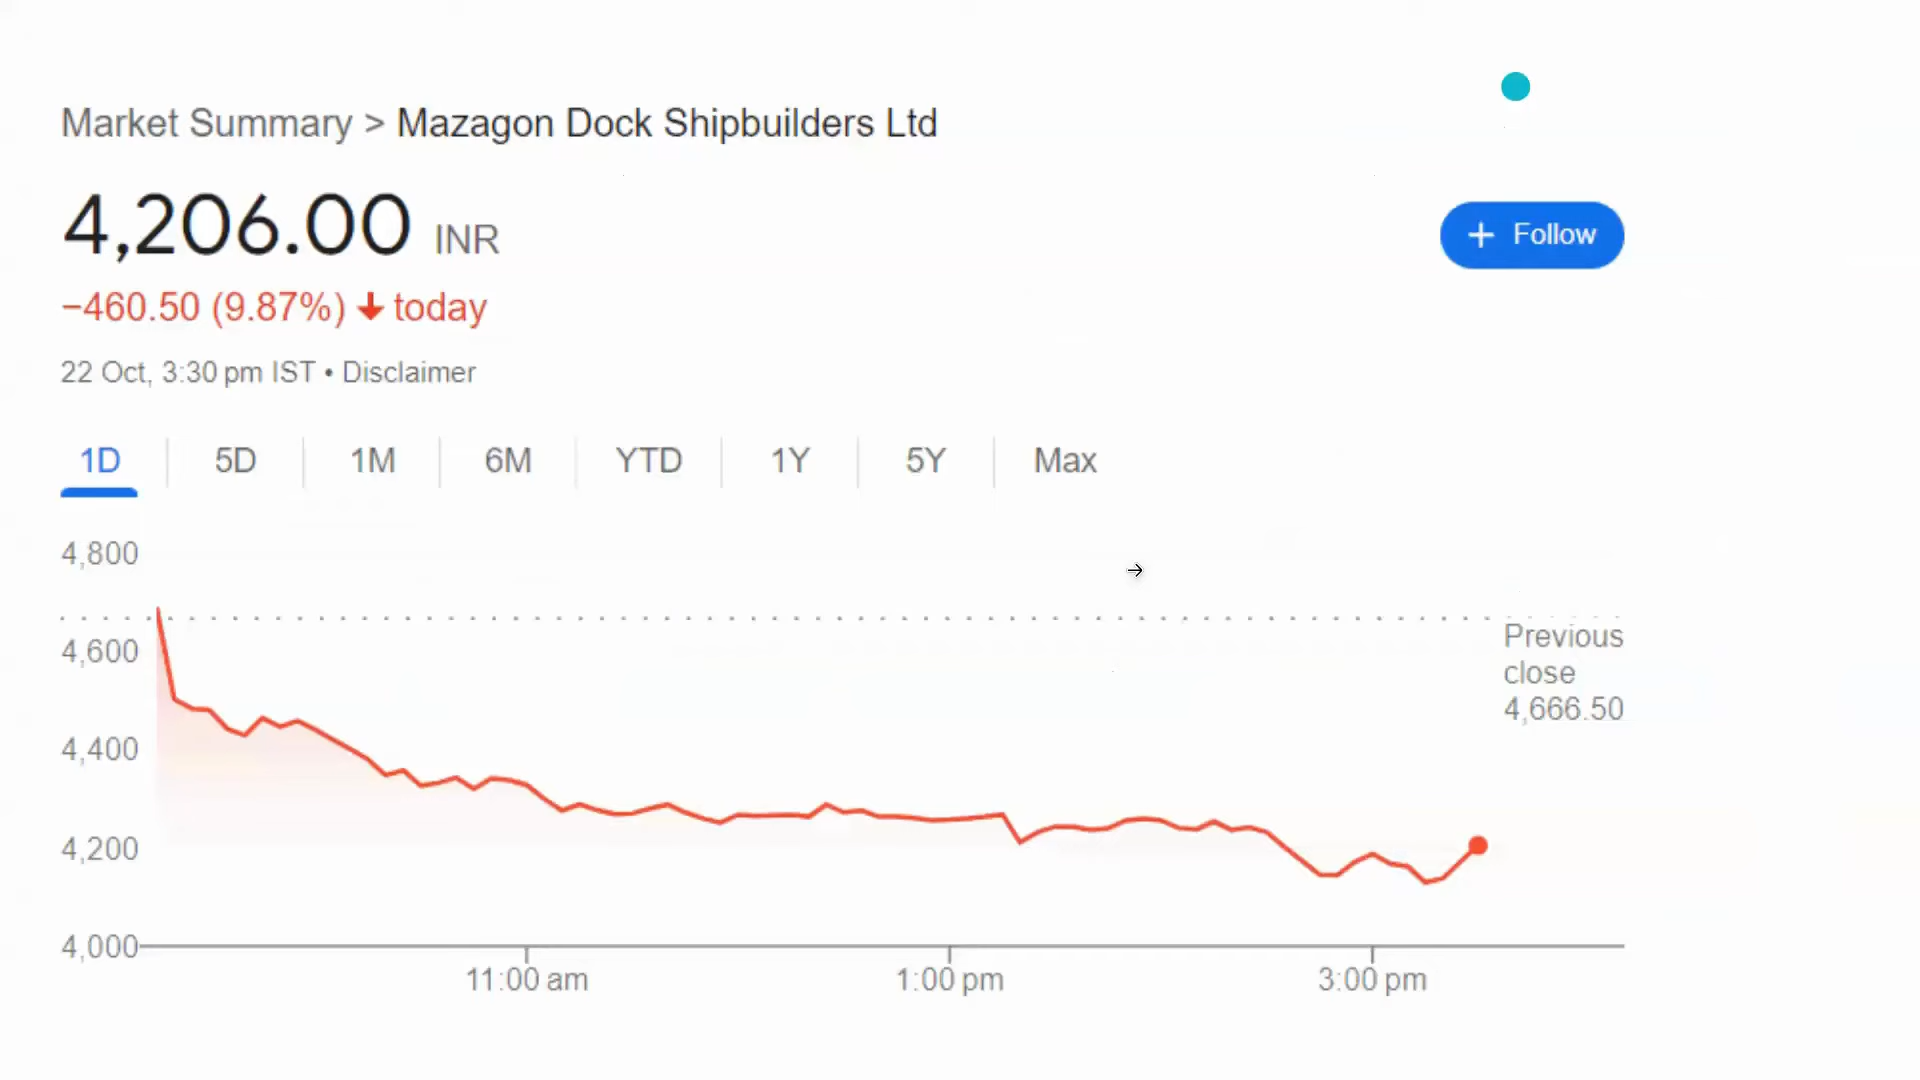 Market Summary > Mazagon Dock Shipbuilders Ltd
4,206.00 INR
+ Follow
−460.50 (9.87%) ↓ today
22 Oct, 3:30 pm IST • Disclaimer
1D 5D 1M 6M YTD 1Y 5Y Max
4,800
4,600
Previous
close
4,666.50
4,400
4,200
4,000
11:00 am 1:00 pm 3:00 pm